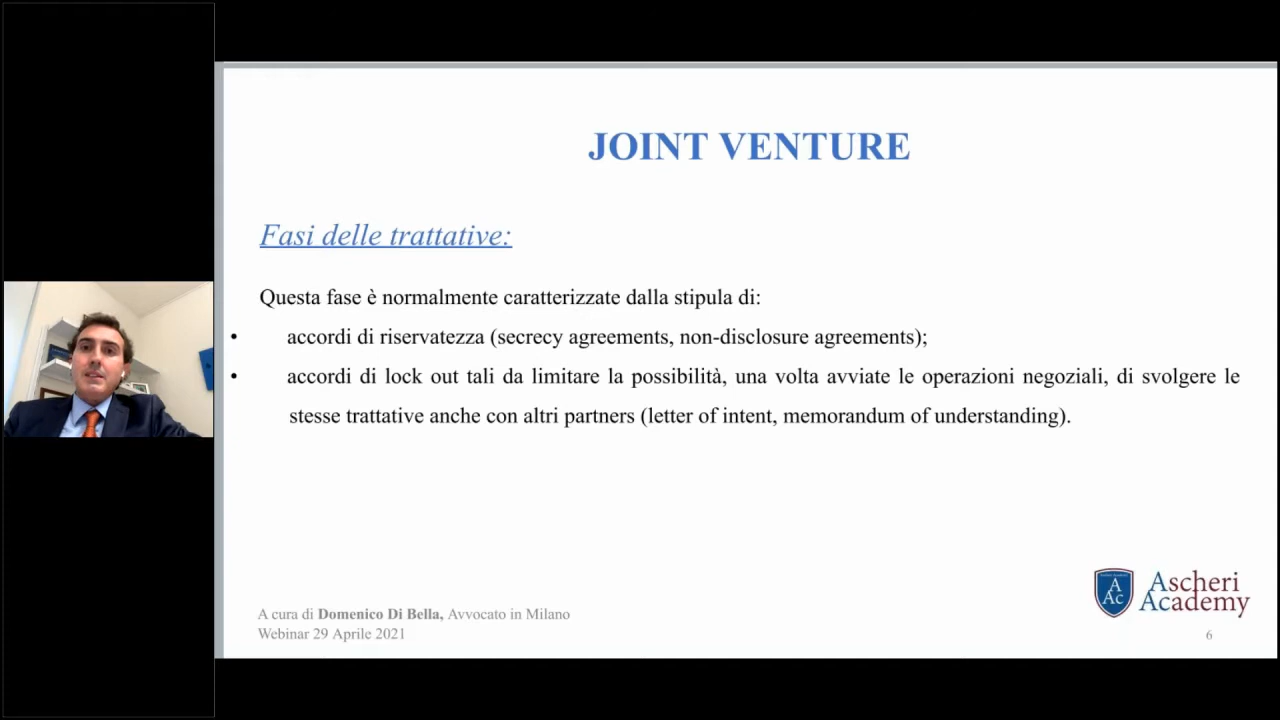 JOINT VENTURE
Fasi delle trattative:
Questa fase è normalmente caratterizzate dalla stipula di:
• accordi di riservatezza (secrecy agreements, non-disclosure agreements);
• accordi di lock out tali da limitare la possibilità, una volta avviate le operazioni negoziali, di svolgere le
stesse trattative anche con altri partners (letter of intent, memorandum of understanding).
A cura di Domenico Di Bella, Avvocato in Milano
Webinar 29 Aprile 2021
A
Ac
Ascheri
Academy
6